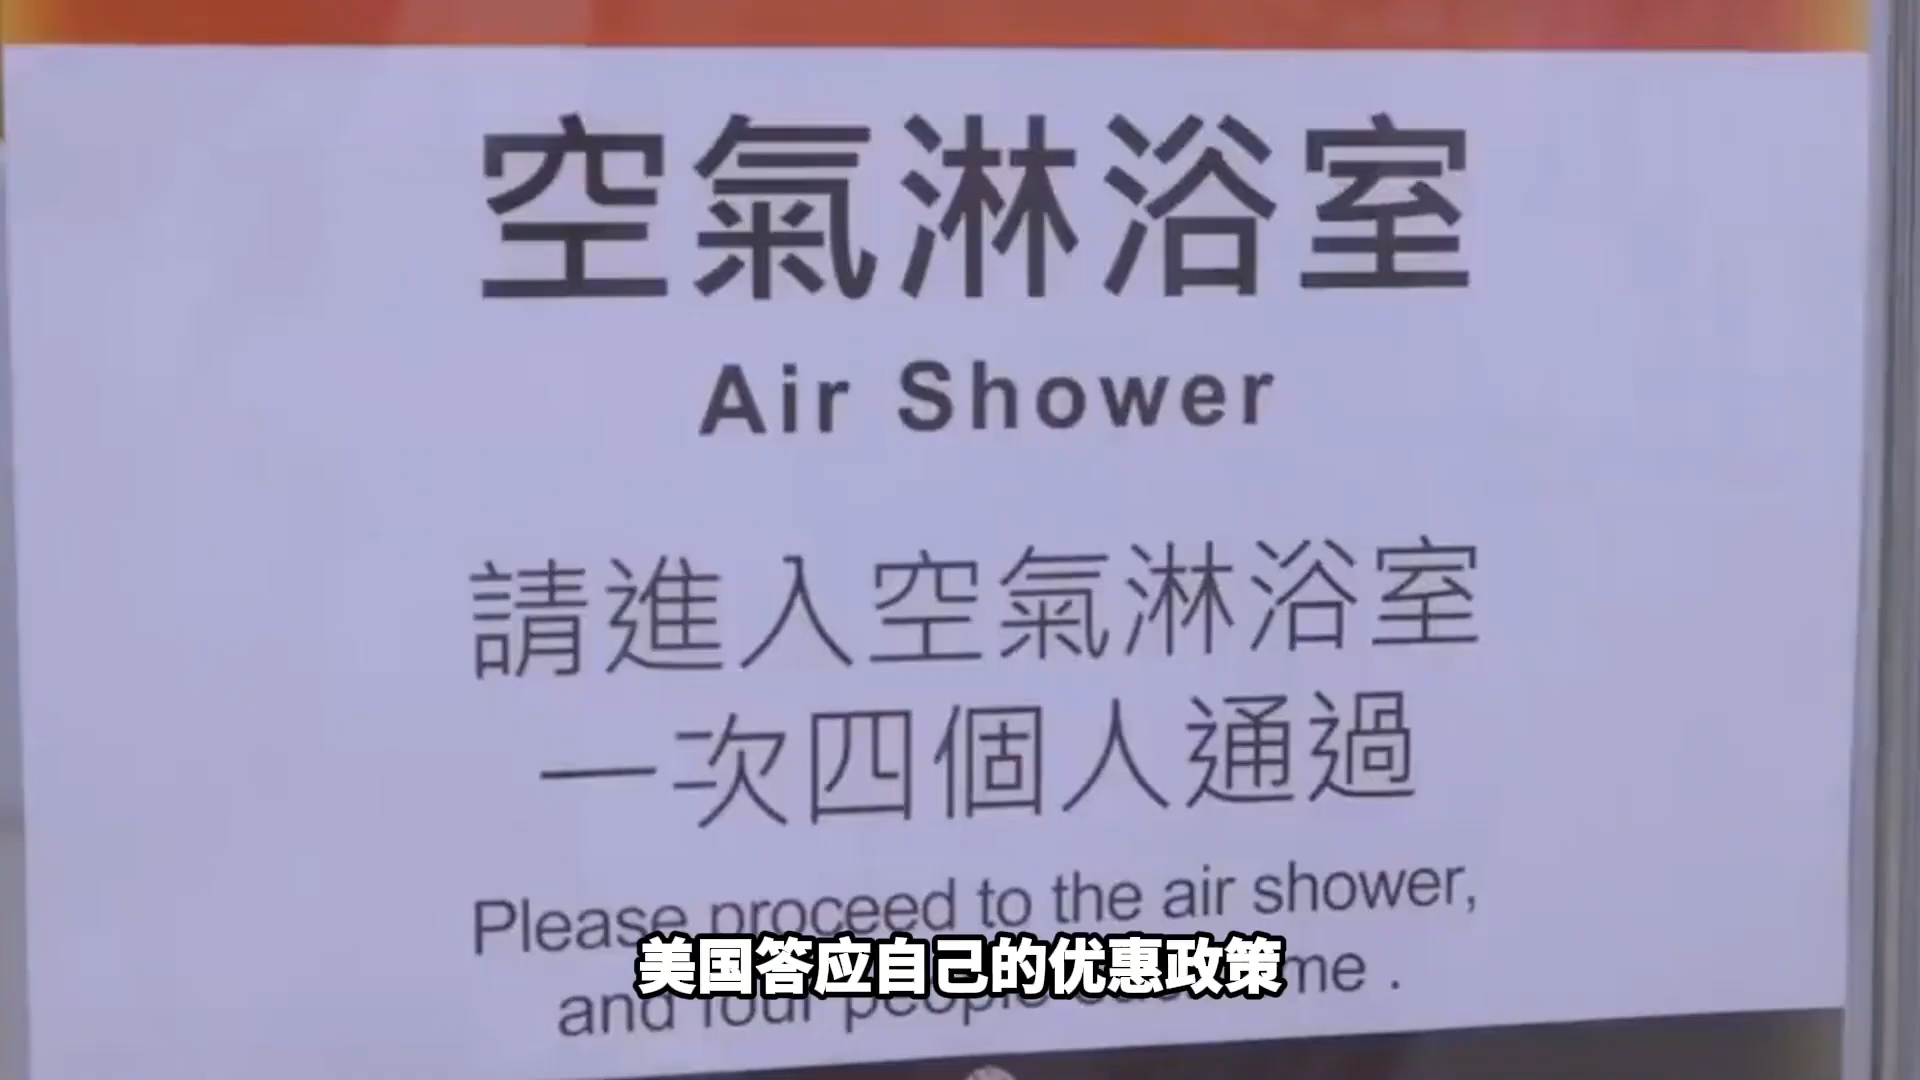 空氣淋浴室
Air Shower
請進入空氣淋浴室
一次四個人通過
Please proceed to the air shower,
and four people me .
美国答应自己的优惠政策